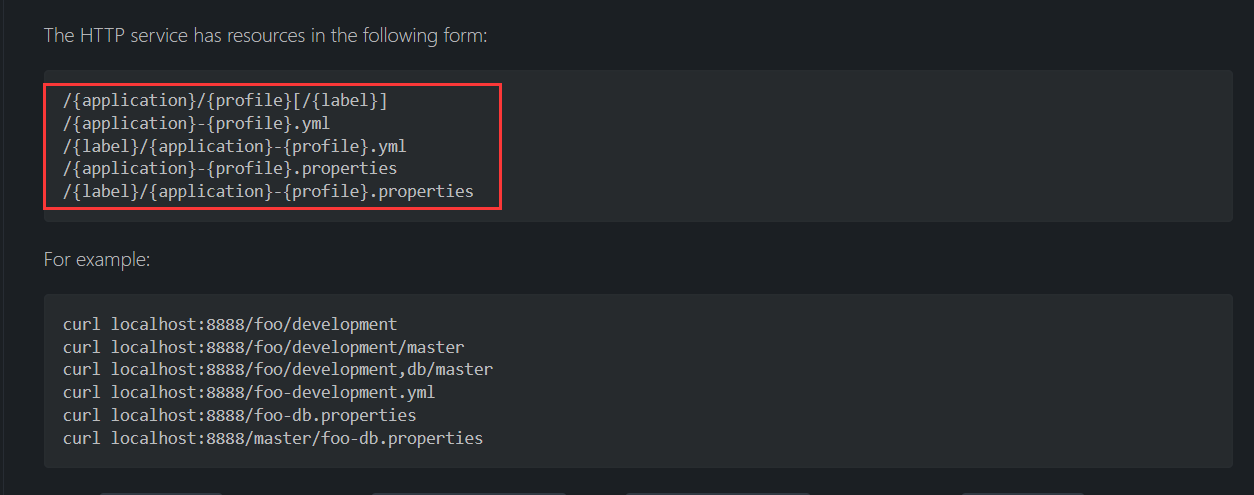 The HTTP service has resources in the following form:
/{application}/{profile}[/{label}]
/{application}-{profile}.yml
/{label}/{application}-{profile}.yml
/{application}-{profile}.properties
/{label}/{application}-{profile}.properties
For example:
curl localhost:8888/foo/development
curl localhost:8888/foo/development/master
curl localhost:8888/foo/development,db/master
curl localhost:8888/foo-development.yml
curl localhost:8888/foo-db.properties
curl localhost:8888/master/foo-db.properties